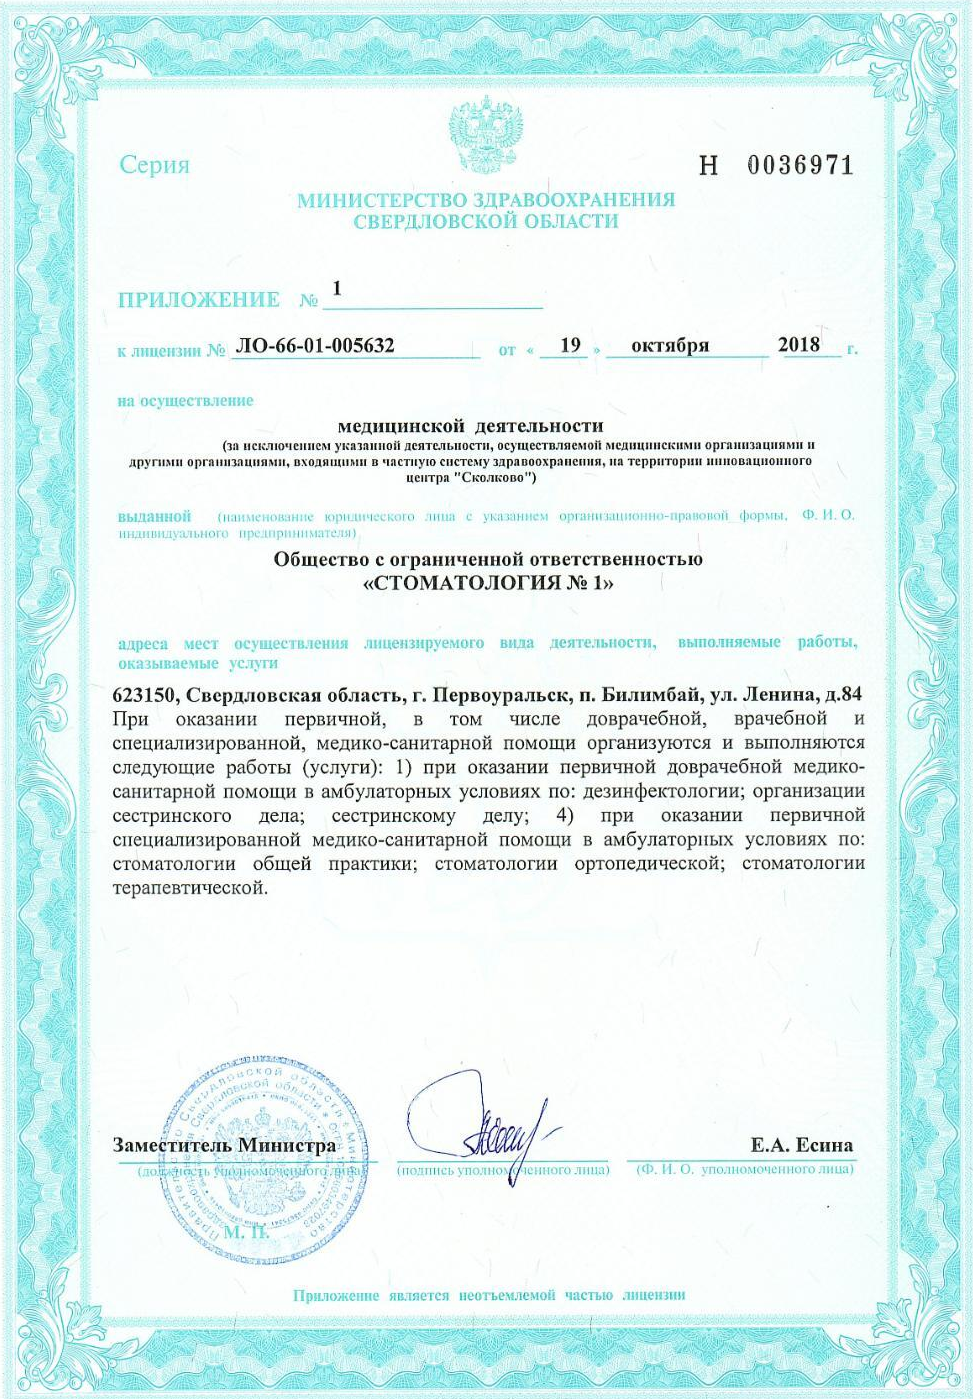 Серия
Н 0036971
МИНИСТЕРСТВО ЗДРАВООХРАНЕНИЯ
СВЕРДЛОВСКОЙ ОБЛАСТИ
ПРИЛОЖЕНИЕ № 1
к лицензии № ЛО-66-01-005632 от « 19 » октября 2018 г.
на осуществление
медицинской деятельности
(за исключением указанной деятельности, осуществляемой медицинскими организациями и
другими организациями, входящими в частную систему здравоохранения, на территории инновационного
центра "Сколково")
выданной (наименование юридического лица с указанием организационно-правовой формы, Ф. И. О.
индивидуального предпринимателя)
Общество с ограниченной ответственностью
«СТОМАТОЛОГИЯ № 1»
адреса мест осуществления лицензируемого вида деятельности, выполняемые работы,
оказываемые услуги
623150, Свердловская область, г. Первоуральск, п. Билимбай, ул. Ленина, д.84
При оказании первичной, в том числе доврачебной, врачебной и
специализированной, медико-санитарной помощи организуются и выполняются
следующие работы (услуги): 1) при оказании первичной доврачебной медико-
санитарной помощи в амбулаторных условиях по: дезинфектологии; организации
сестринского дела; сестринскому делу; 4) при оказании первичной
специализированной медико-санитарной помощи в амбулаторных условиях по:
стоматологии общей практики; стоматологии ортопедической; стоматологии
терапевтической.
Заместитель Министра
Е.А. Есина
(должность уполномоченного лица)
(подпись уполномоченного лица)
(Ф. И. О. уполномоченного лица)
М. П.
Приложение является неотъемлемой частью лицензии